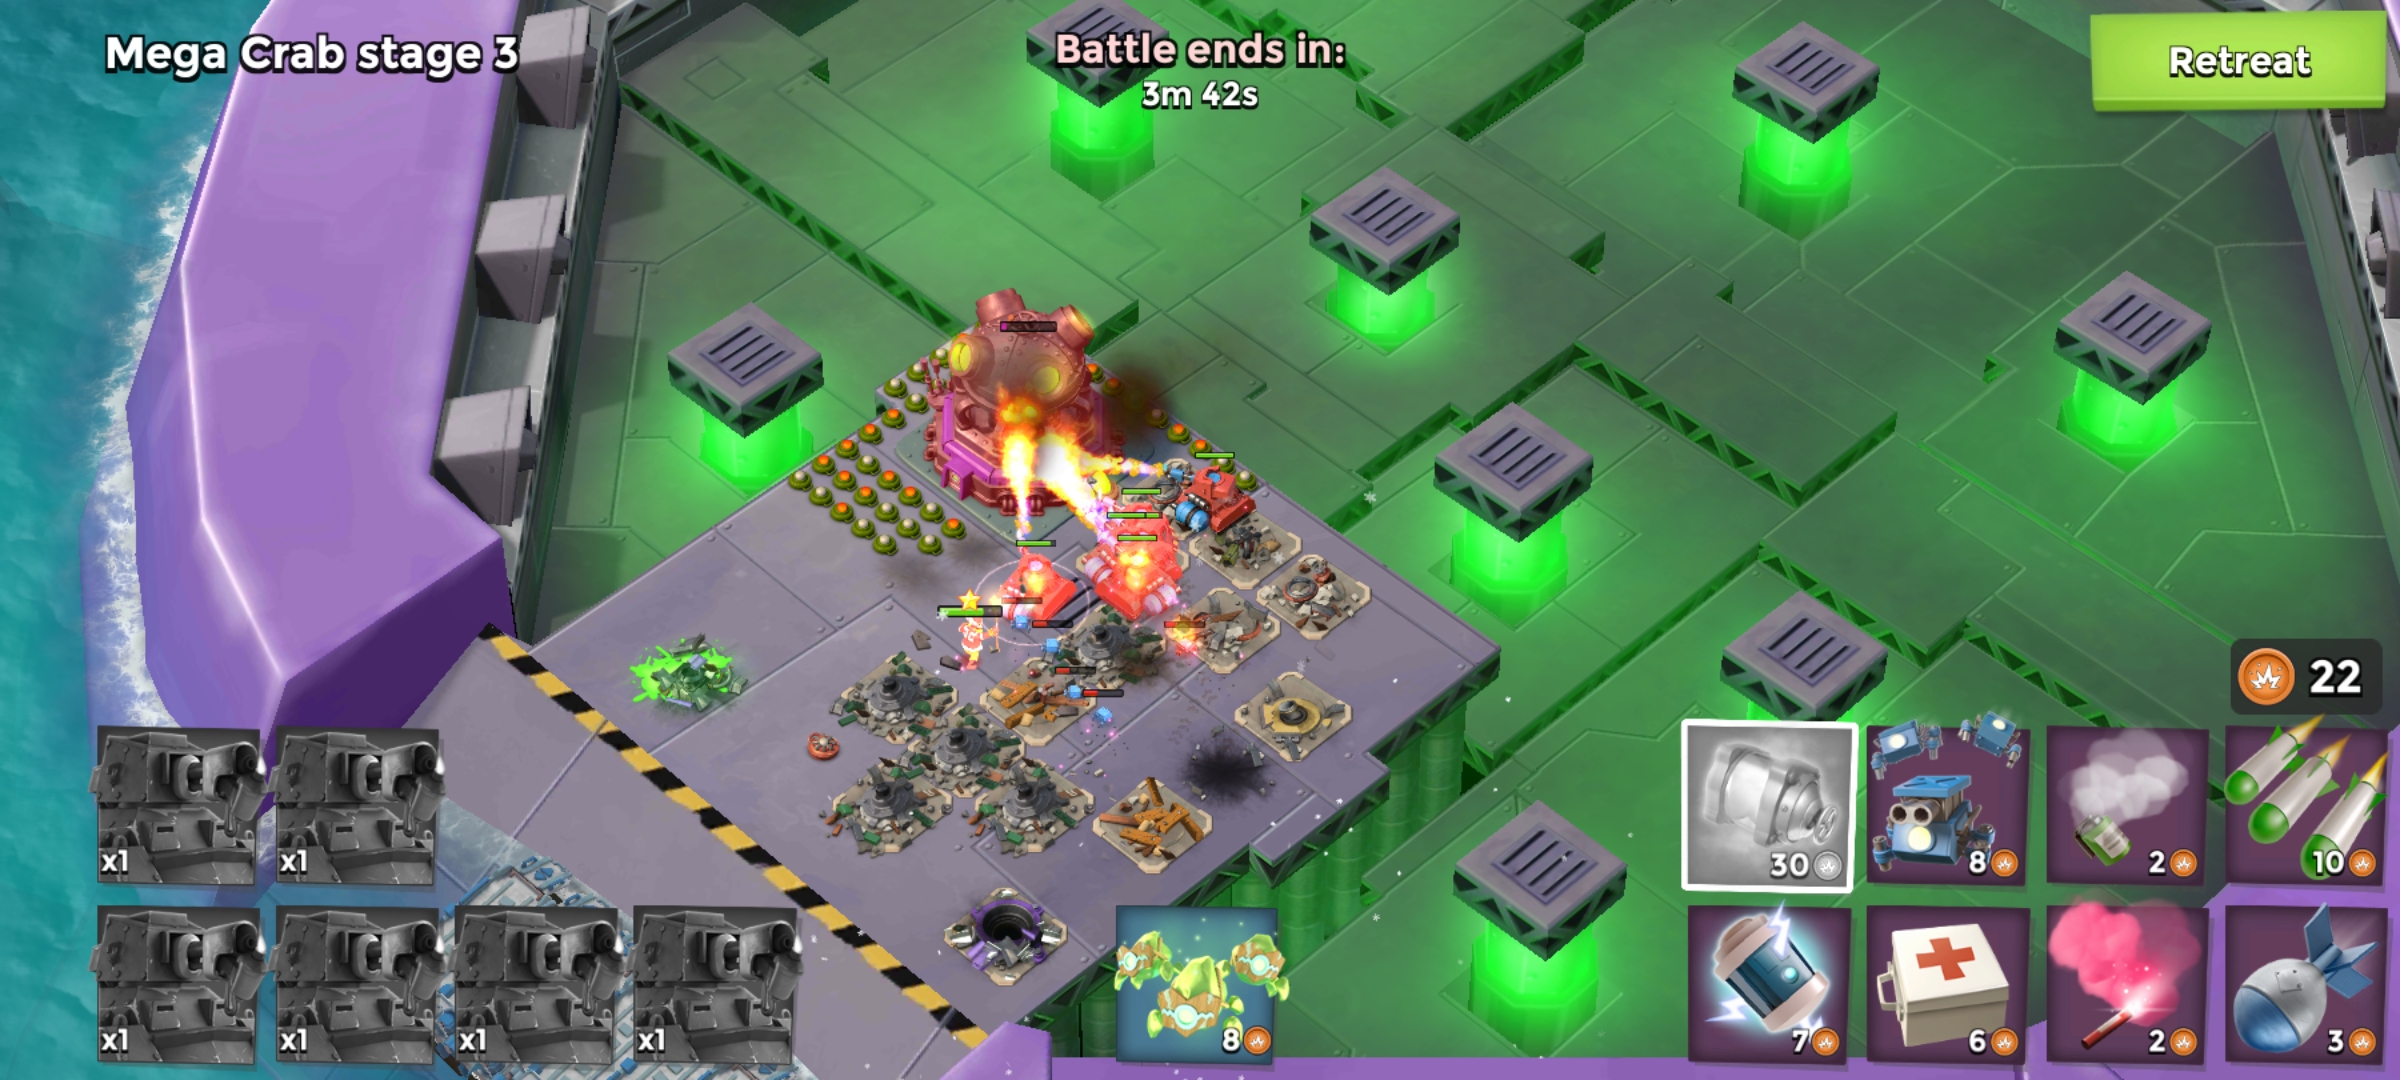 Mega Crab stage 3
Battle ends in:
3m 42s
Retreat
22
x1
x1
30
8
2
10
x1
x1
x1
x1
8
7
6
2
3